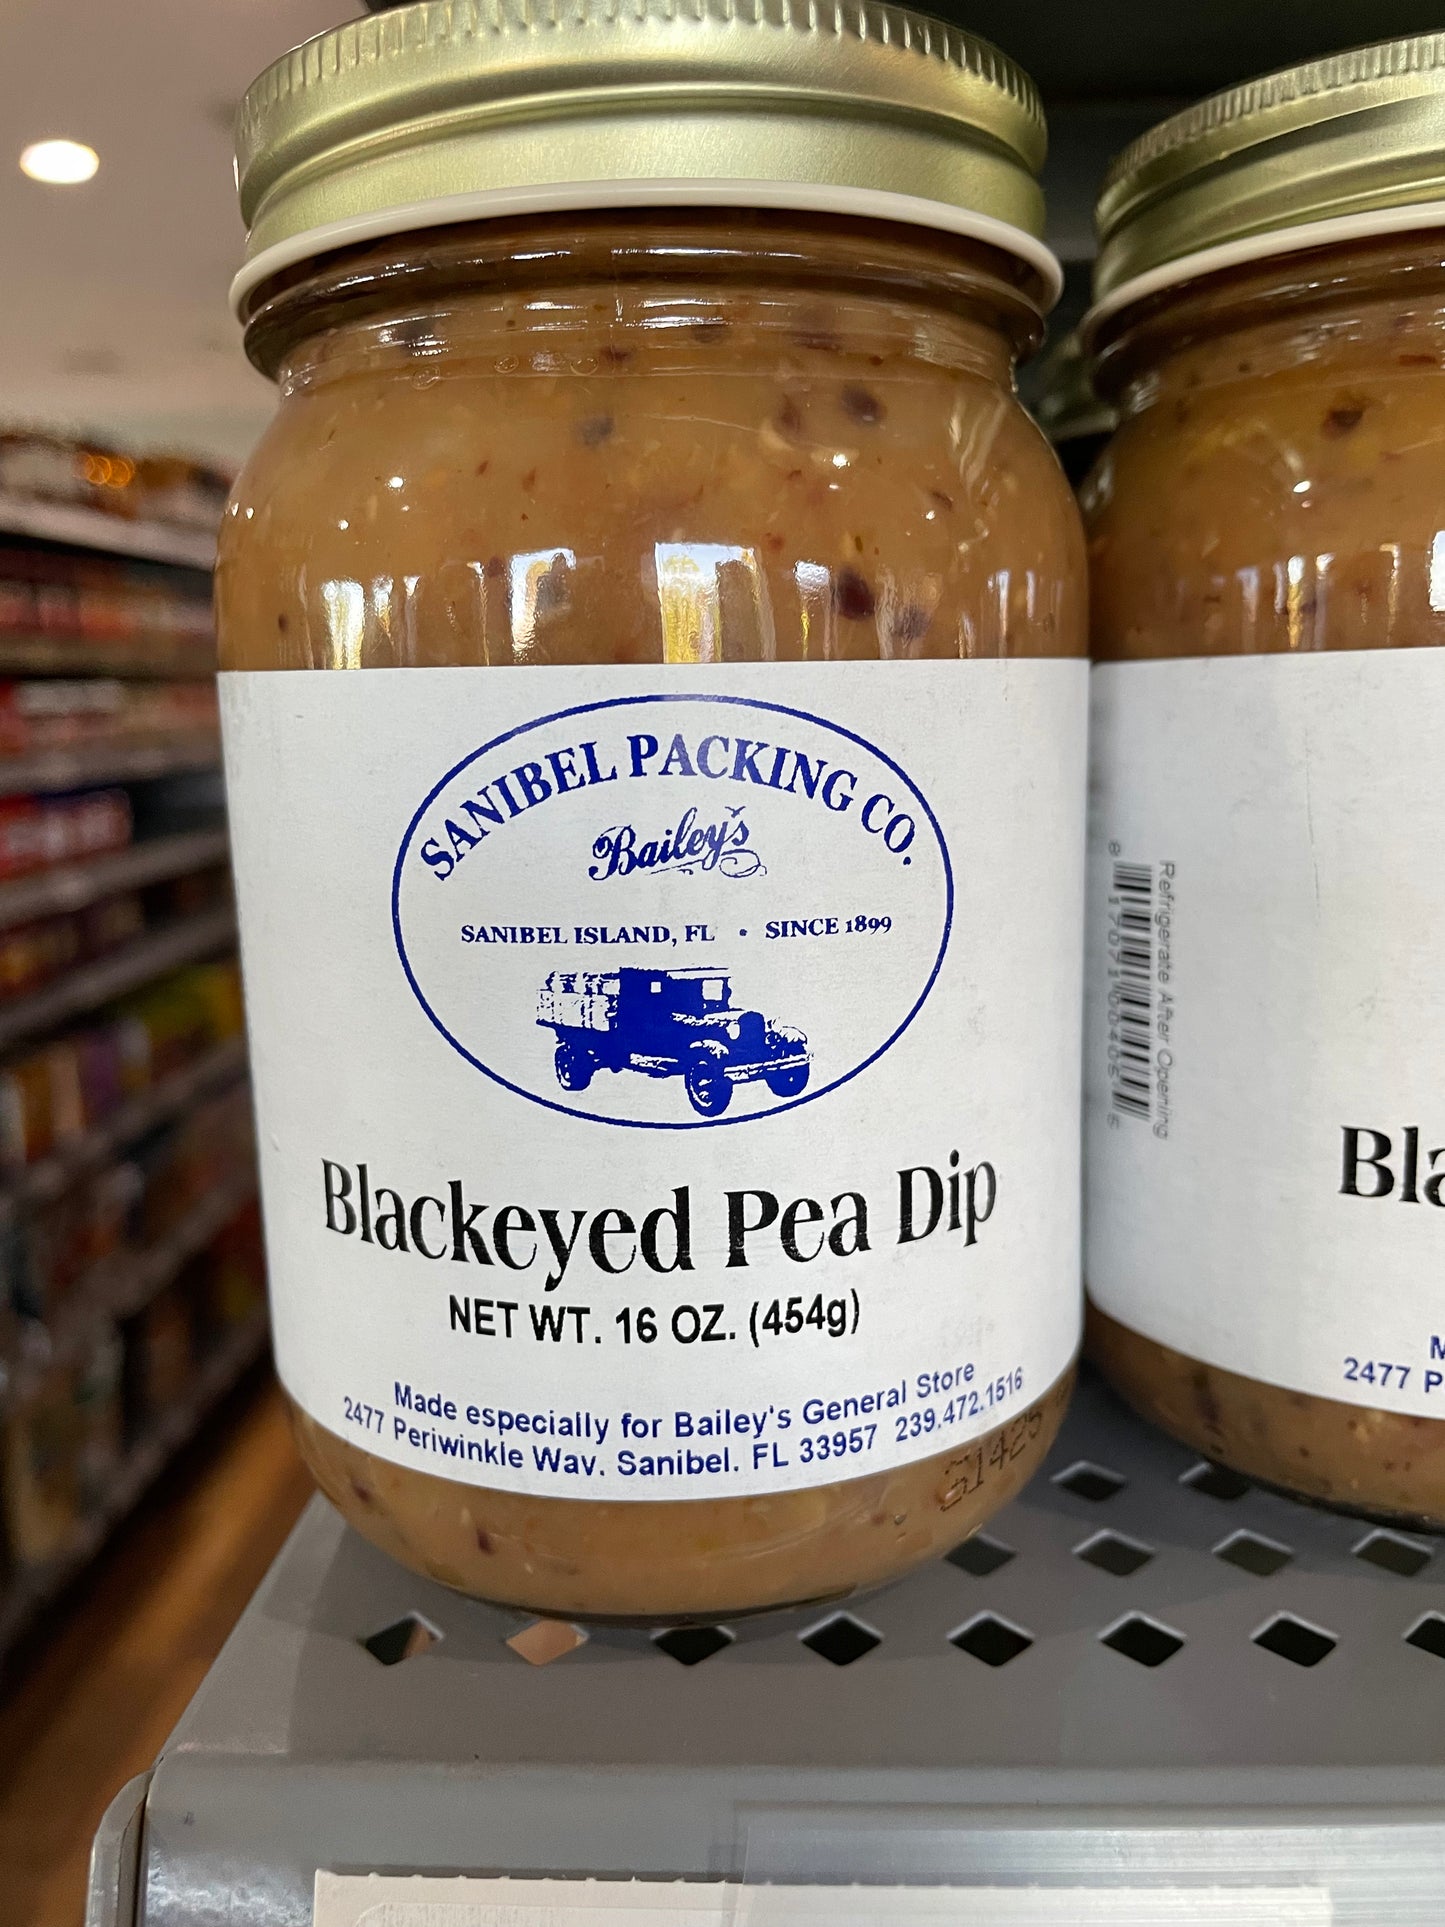 SANIBEL PACKING CO.
Bailey's
SANIBEL ISLAND, FL • SINCE 1899
Blackeyed Pea Dip
NET WT. 16 OZ. (454g)
Made especially for Bailey's General Store
2477 Periwinkle Way. Sanibel. FL 33957 239.472.1516
Refrigerate After Opening
Bla
2477 P